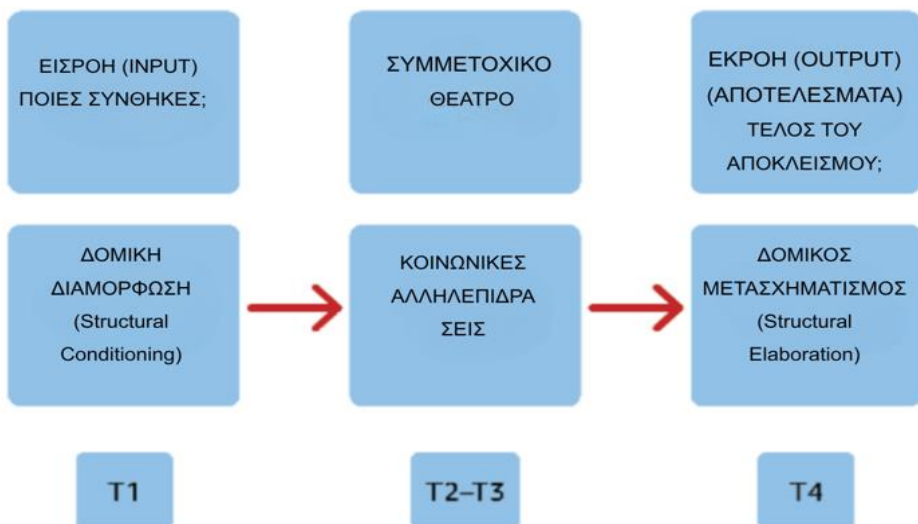 ΕΙΣΡΟΗ (INPUT)
ΠΟΙΕΣ ΣΥΝΘΗΚΕΣ;
ΣΥΜΜΕΤΟΧΙΚΟ
ΘΕΑΤΡΟ
ΕΚΡΟΗ (OUTPUT)
(ΑΠΟΤΕΛΕΣΜΑΤΑ)
ΤΕΛΟΣ ΤΟΥ
ΑΠΟΚΛΕΙΣΜΟΥ;
ΔΟΜΙΚΗ
ΔΙΑΜΟΡΦΩΣΗ
(Structural
Conditioning)
ΚΟΙΝΩΝΙΚΕΣ
ΑΛΛΗΛΕΠΙΔΡΑ
ΣΕΙΣ
ΔΟΜΙΚΟΣ
ΜΕΤΑΣΧΗΜΑΤΙΣΜΟΣ
(Structural
Elaboration)
T1
T2–T3
T4